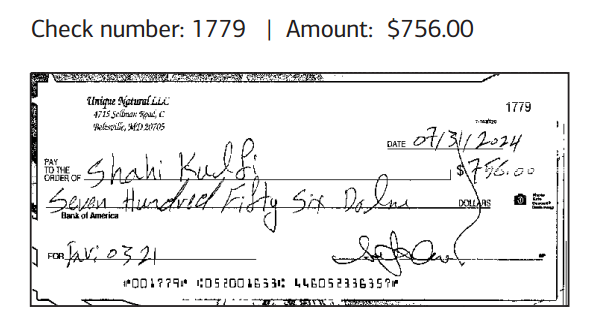 Check number: 1779 | Amount: $756.00
Unique Natural LLC
4715 Sellman Road, C
Beltsville, MD 20705
1779
DATE 07/31/2024
PAY TO THE ORDER OF Shahi Kulfi
$756.00
Seven Hundred Fifty Six DOLLARS
Bank of America
FOR Inv: 0321
⑈001779⑈ ⑆052001633⑆ 446052336357⑈